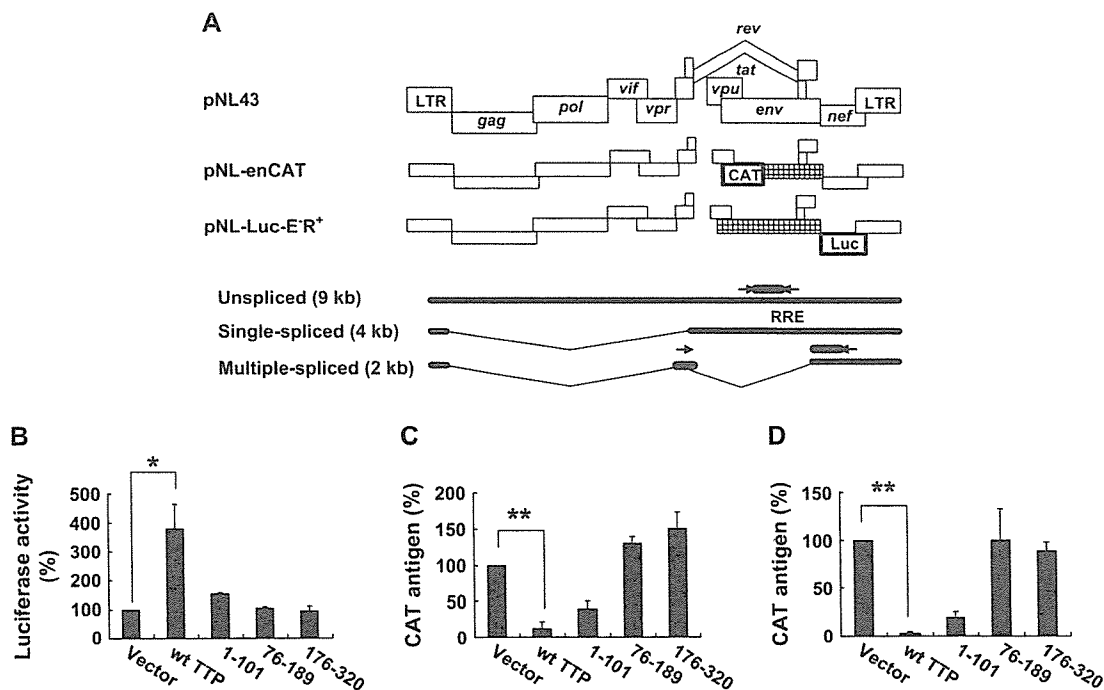 A
rev
tat
pNL43
LTR
gag
pol
vif
vpr
vpu
env
nef
LTR
pNL-enCAT
CAT
pNL-Luc-E⁻R⁺
Luc
Unspliced (9 kb)
RRE
Single-spliced (4 kb)
Multiple-spliced (2 kb)
B
Luciferase activity
(%)
500
400
300
200
100
0
*
Vector
wt TTP
1-101
76-189
176-320
C
CAT antigen (%)
200
150
100
50
0
**
Vector
wt TTP
1-101
76-189
176-320
D
CAT antigen (%)
150
100
50
0
**
Vector
wt TTP
1-101
76-189
176-320